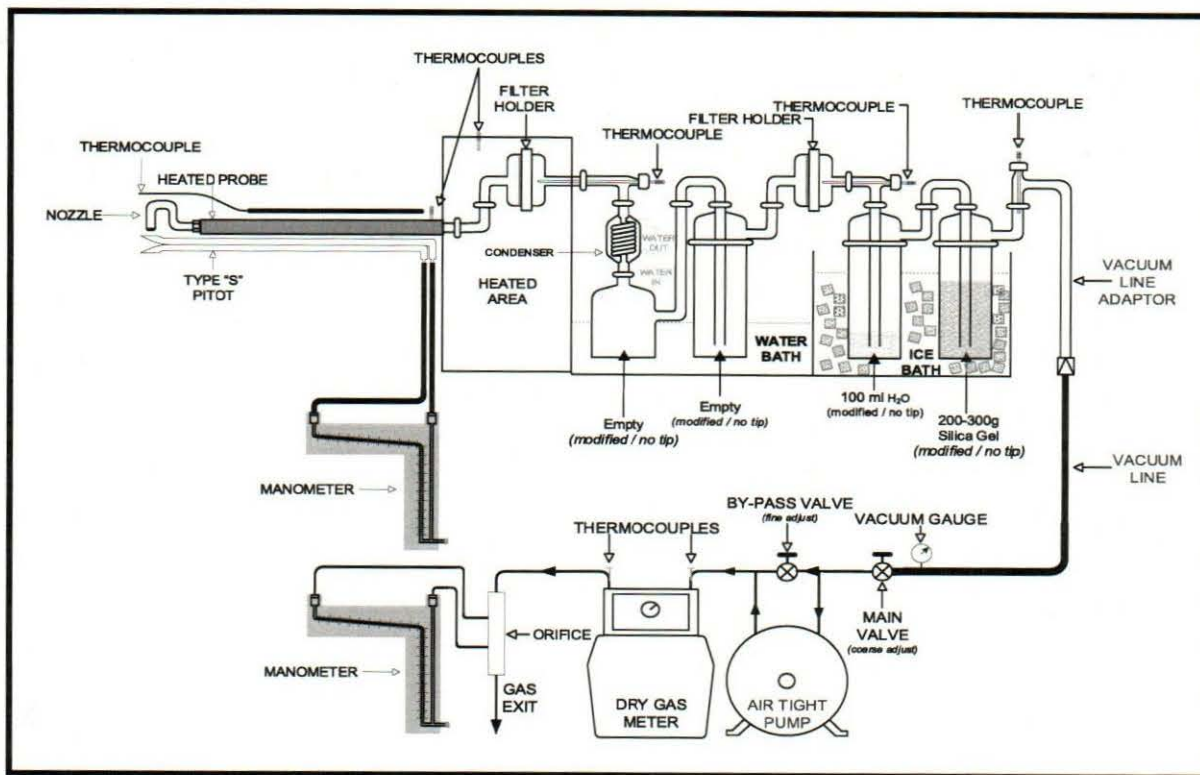 THERMOCOUPLES
FILTER
HOLDER
THERMOCOUPLE
FILTER HOLDER
THERMOCOUPLE
THERMOCOUPLE
THERMOCOUPLE
HEATED PROBE
NOZZLE
TYPE "S"
PITOT
CONDENSER
WATER
OUT
WATER
IN
HEATED
AREA
WATER
BATH
ICE
BATH
VACUUM
LINE
ADAPTOR
Empty
(modified / no tip)
Empty
(modified / no tip)
100 ml H₂O
(modified / no tip)
200-300g
Silica Gel
(modified / no tip)
VACUUM
LINE
MANOMETER
THERMOCOUPLES
BY-PASS VALVE
(fine adjust)
VACUUM GAUGE
MAIN
VALVE
(coarse adjust)
ORIFICE
MANOMETER
GAS
EXIT
DRY GAS
METER
AIR TIGHT
PUMP